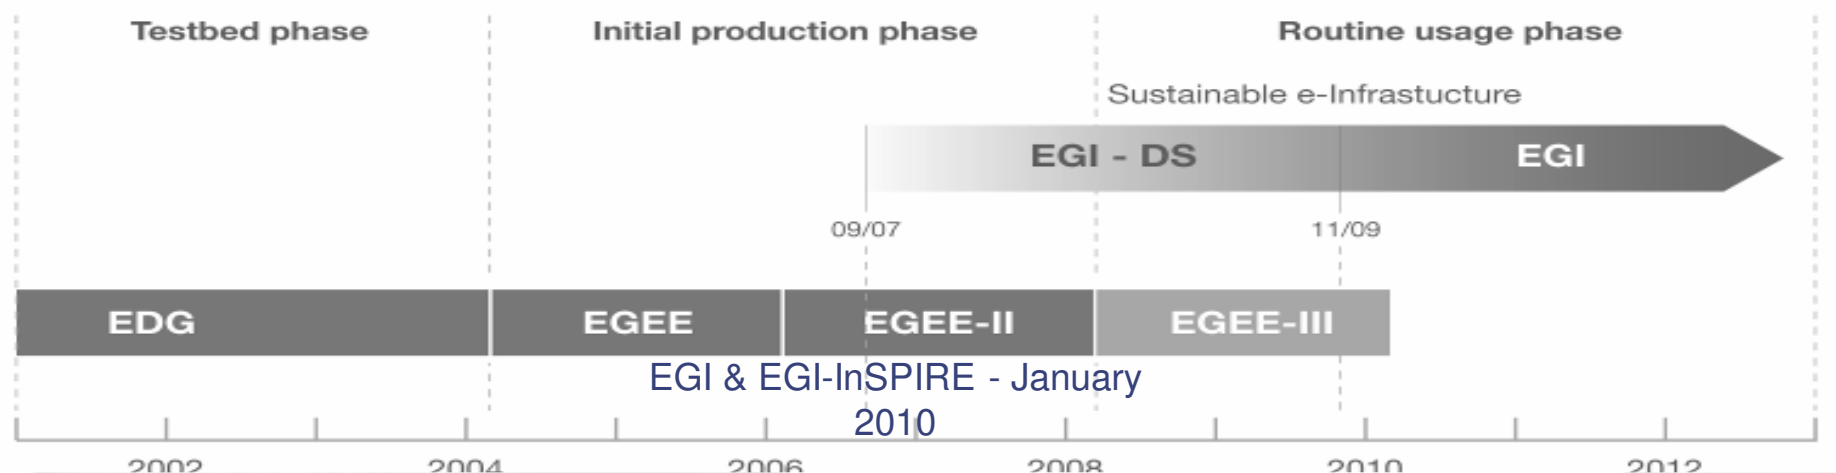 Testbed phase
Initial production phase
Routine usage phase
Sustainable e-Infrastucture
EGI - DS
EGI
09/07
11/09
EDG
EGEE
EGEE-II
EGEE-III
EGI & EGI-InSPIRE - January
2010
2002
2004
2006
2008
2010
2012